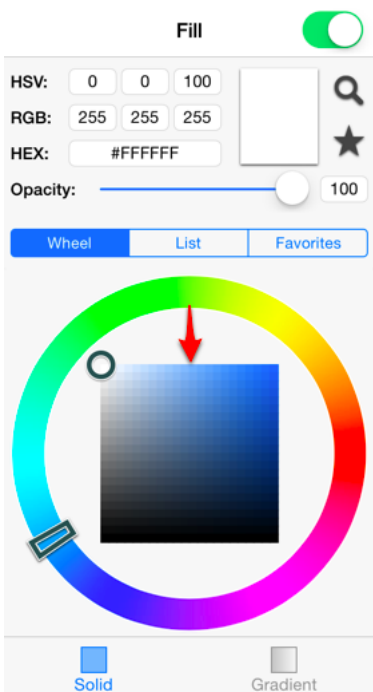 Fill
HSV: 0 0 100
RGB: 255 255 255
HEX: #FFFFFF
Opacity: 100
Wheel List Favorites
Solid Gradient